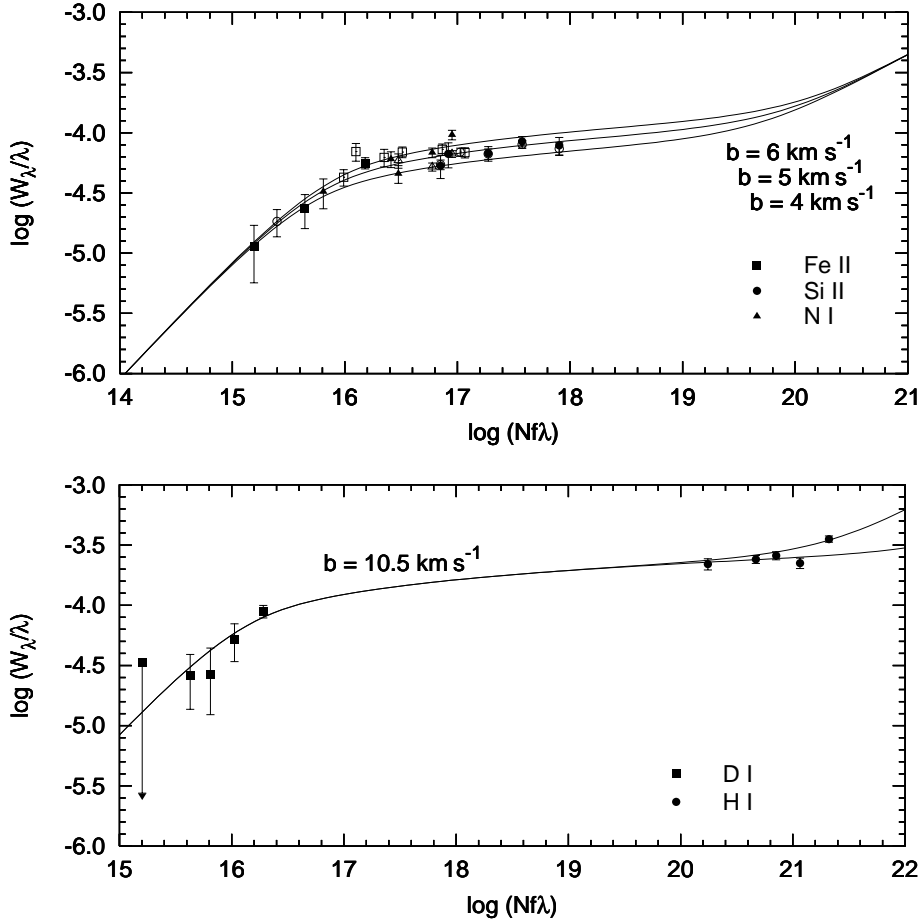 -3.0
-3.5
-4.0
-4.5
-5.0
-5.5
-6.0
log (Wλ/λ)
b = 6 km s⁻¹
b = 5 km s⁻¹
b = 4 km s⁻¹
Fe II
Si II
N I
14 15 16 17 18 19 20 21
log (Nfλ)
-3.0
-3.5
-4.0
-4.5
-5.0
-5.5
-6.0
log (Wλ/λ)
b = 10.5 km s⁻¹
D I
H I
15 16 17 18 19 20 21 22
log (Nfλ)